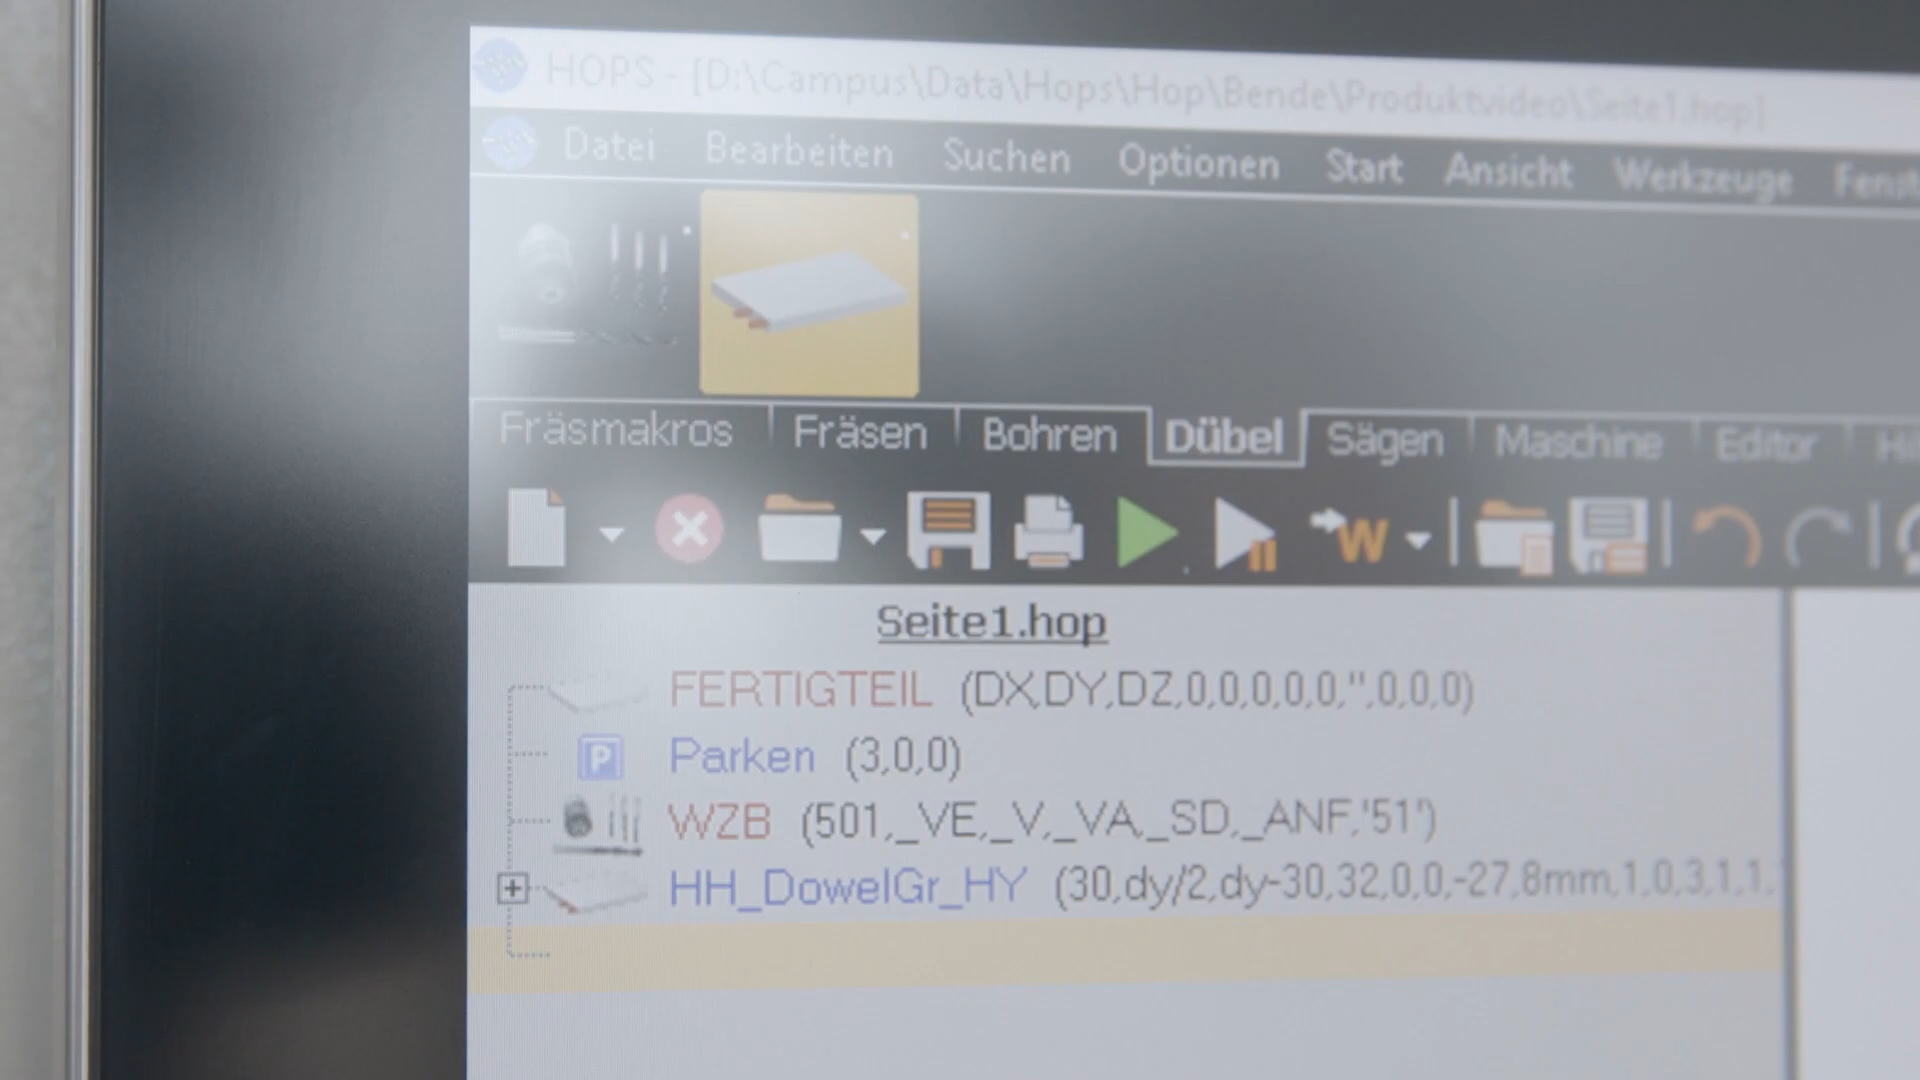 HOPS - [D:\Campus\Data\Hops\Hop\Bende\Produktvideo\Seite1.hop]
Datei Bearbeiten Suchen Optionen Start Ansicht Werkzeuge
Fräsmakros Fräsen Bohren Dübel Sägen Maschine Editor
W
Seite1.hop
FERTIGTEIL (DX,DY,DZ,0,0,0,0,0,'',0,0,0)
P Parken (3,0,0)
WZB (501,_VE,_V,_VA,_SD,_ANF,'51')
HH_DowelGr_HY (30,dy/2,dy-30,32,0,0,-27,8mm,1,0,3,1,1,